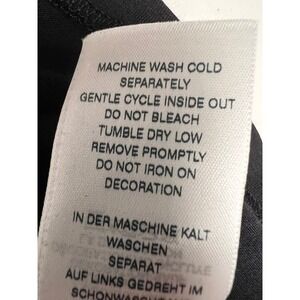 MACHINE WASH COLD
SEPARATELY
GENTLE CYCLE INSIDE OUT
DO NOT BLEACH
TUMBLE DRY LOW
REMOVE PROMPTLY
DO NOT IRON ON
DECORATION
IN DER MASCHINE KALT
WASCHEN
SEPARAT
AUF LINKS GEDREHT IM
SCHONWASCHG